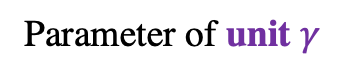 Parameter of unit γ